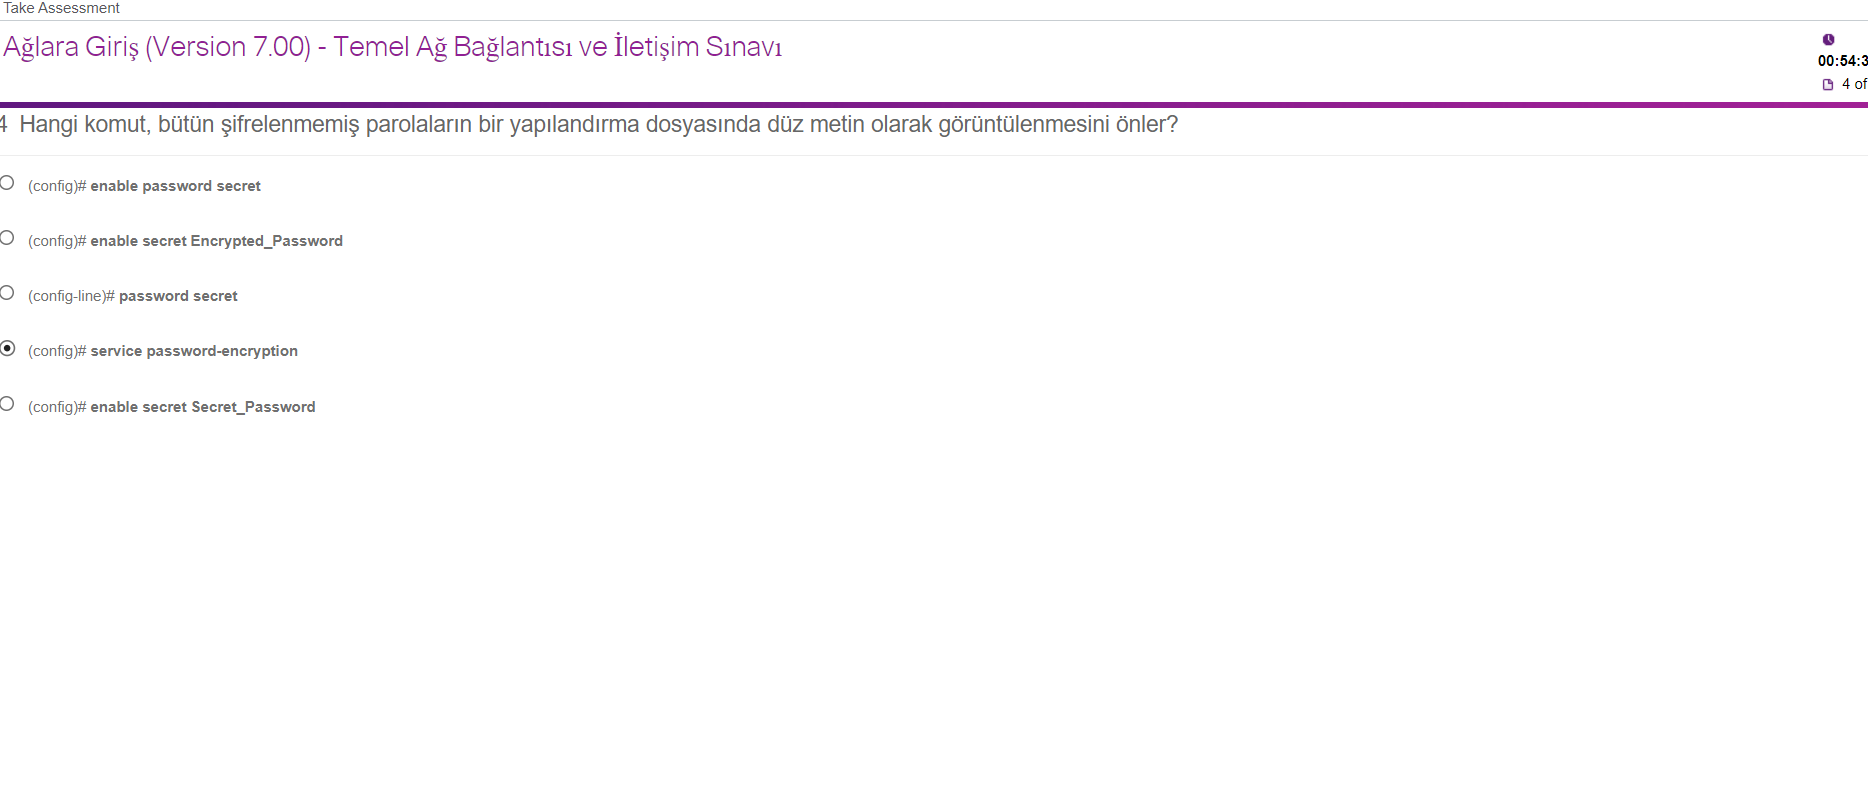 Take Assessment
Ağlara Giriş (Version 7.00) - Temel Ağ Bağlantısı ve İletişim Sınavı
00:54:3
4 of
4 Hangi komut, bütün şifrelenmemiş parolaların bir yapılandırma dosyasında düz metin olarak görüntülenmesini önler?
(config)# enable password secret
(config)# enable secret Encrypted_Password
(config-line)# password secret
(config)# service password-encryption
(config)# enable secret Secret_Password